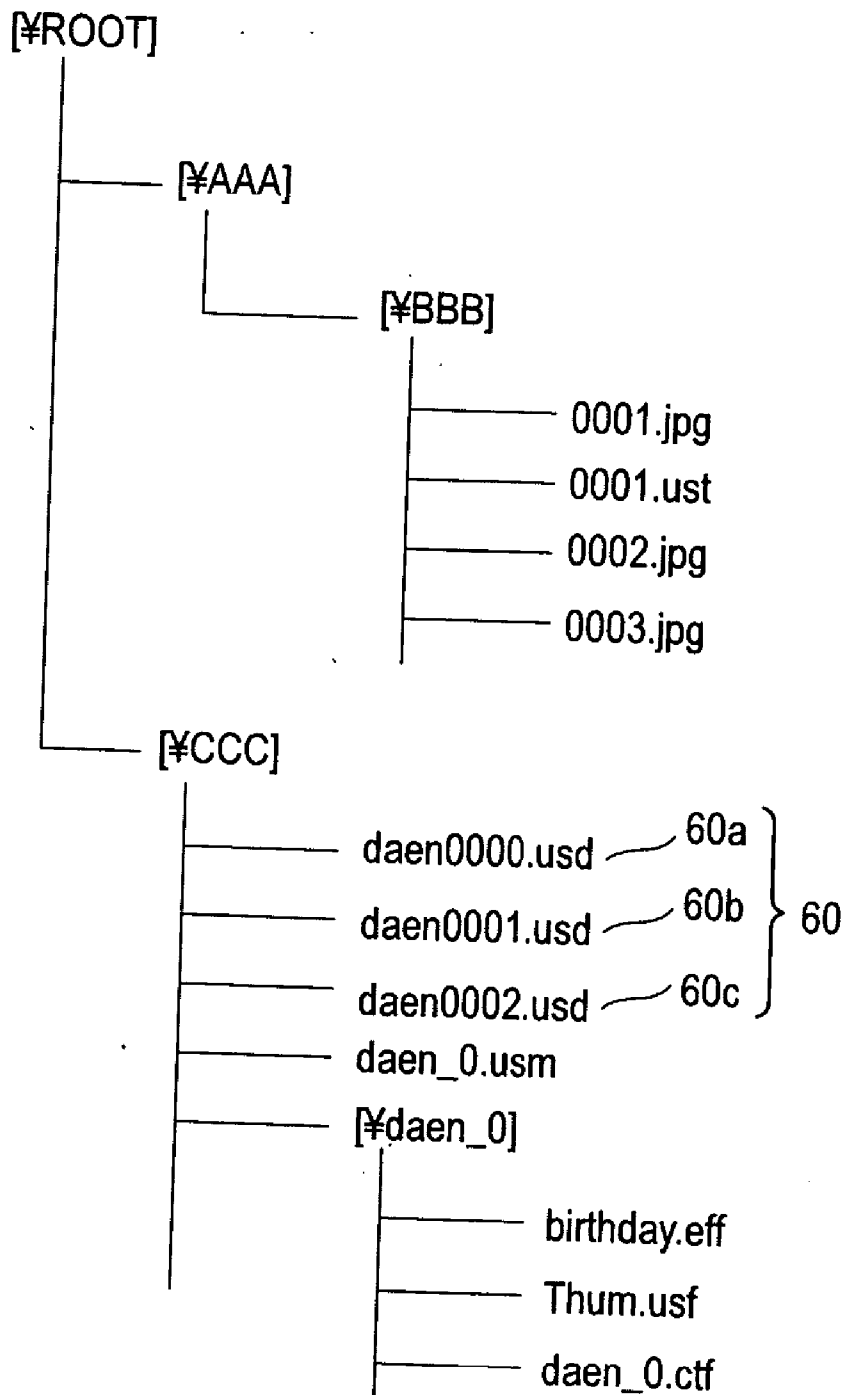 [¥ROOT]
[¥AAA]
[¥BBB]
0001.jpg
0001.ust
0002.jpg
0003.jpg
[¥CCC]
daen0000.usd 60a
daen0001.usd 60b
60
daen0002.usd 60c
daen_0.usm
[¥daen_0]
birthday.eff
Thum.usf
daen_0.ctf